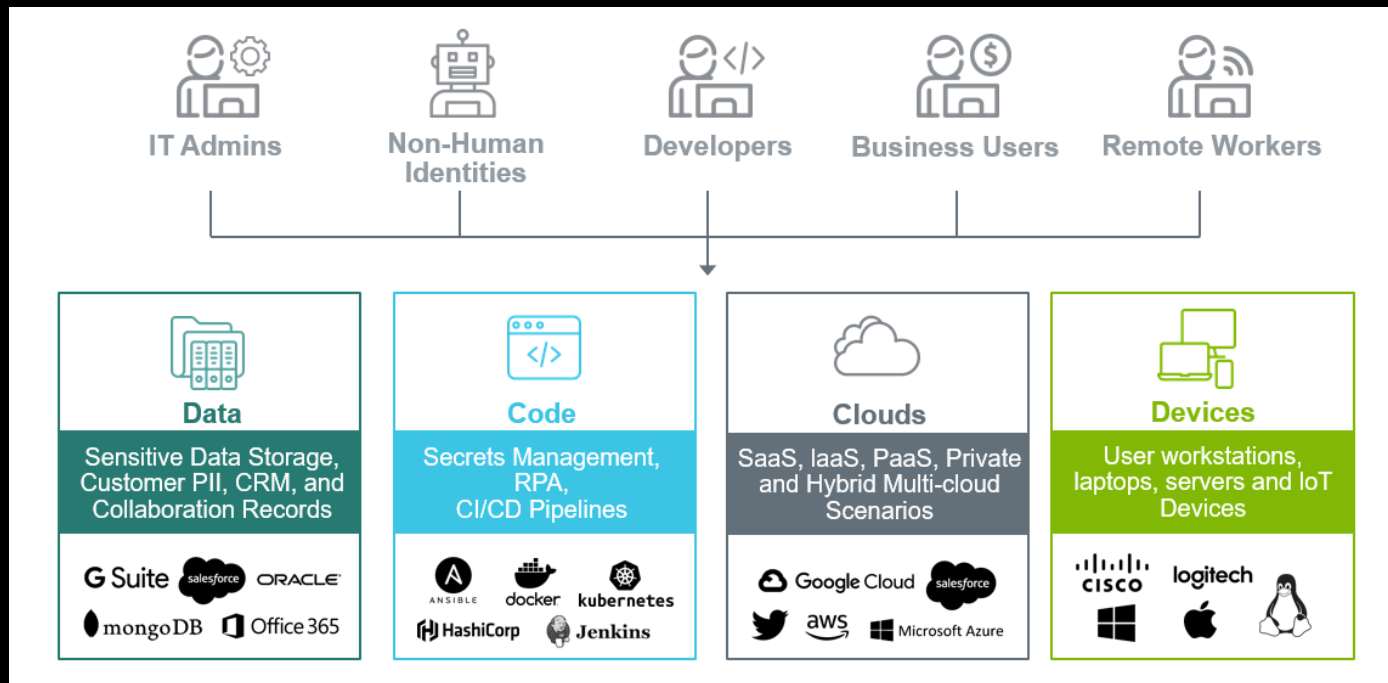 IT Admins
Non-Human
Identities
Developers
Business Users
Remote Workers
Data
Sensitive Data Storage,
Customer PII, CRM, and
Collaboration Records
G Suite
salesforce
ORACLE
mongoDB
Office 365
Code
Secrets Management,
RPA,
CI/CD Pipelines
ANSIBLE
docker
kubernetes
HashiCorp
Jenkins
Clouds
SaaS, IaaS, PaaS, Private
and Hybrid Multi-cloud
Scenarios
Google Cloud
salesforce
aws
Microsoft Azure
Devices
User workstations,
laptops, servers and IoT
Devices
CISCO
logitech